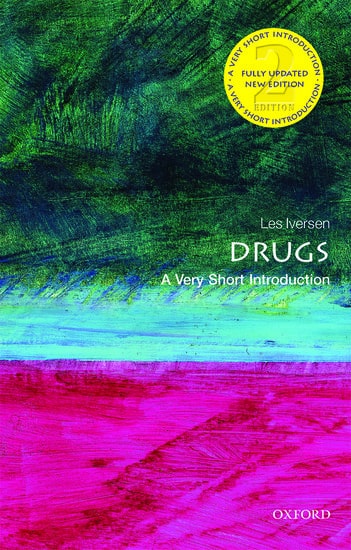 · A VERY SHORT INTRODUCTION ·
A VERY SHORT INTRODUCTION ·
2
FULLY UPDATED
NEW EDITION
EDITION
Les Iversen
DRUGS
A Very Short Introduction
OXFORD